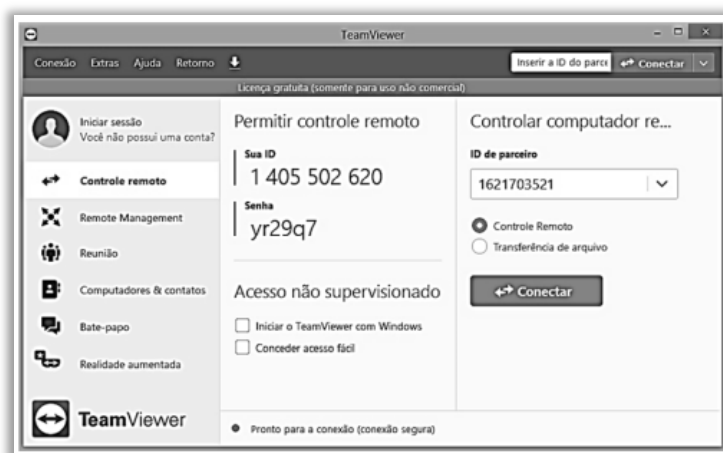 TeamViewer
Conexão Extras Ajuda Retorno
Inserir a ID do parce
Conectar
Licença gratuita (somente para uso não comercial)
Iniciar sessão
Você não possui uma conta?
Controle remoto
Remote Management
Reunião
Computadores & contatos
Bate-papo
Realidade aumentada
TeamViewer
Permitir controle remoto
Sua ID
1 405 502 620
Senha
yr29q7
Acesso não supervisionado
Iniciar o TeamViewer com Windows
Conceder acesso fácil
Controlar computador re...
ID de parceiro
1621703521
Controle Remoto
Transferência de arquivo
Conectar
Pronto para a conexão (conexão segura)